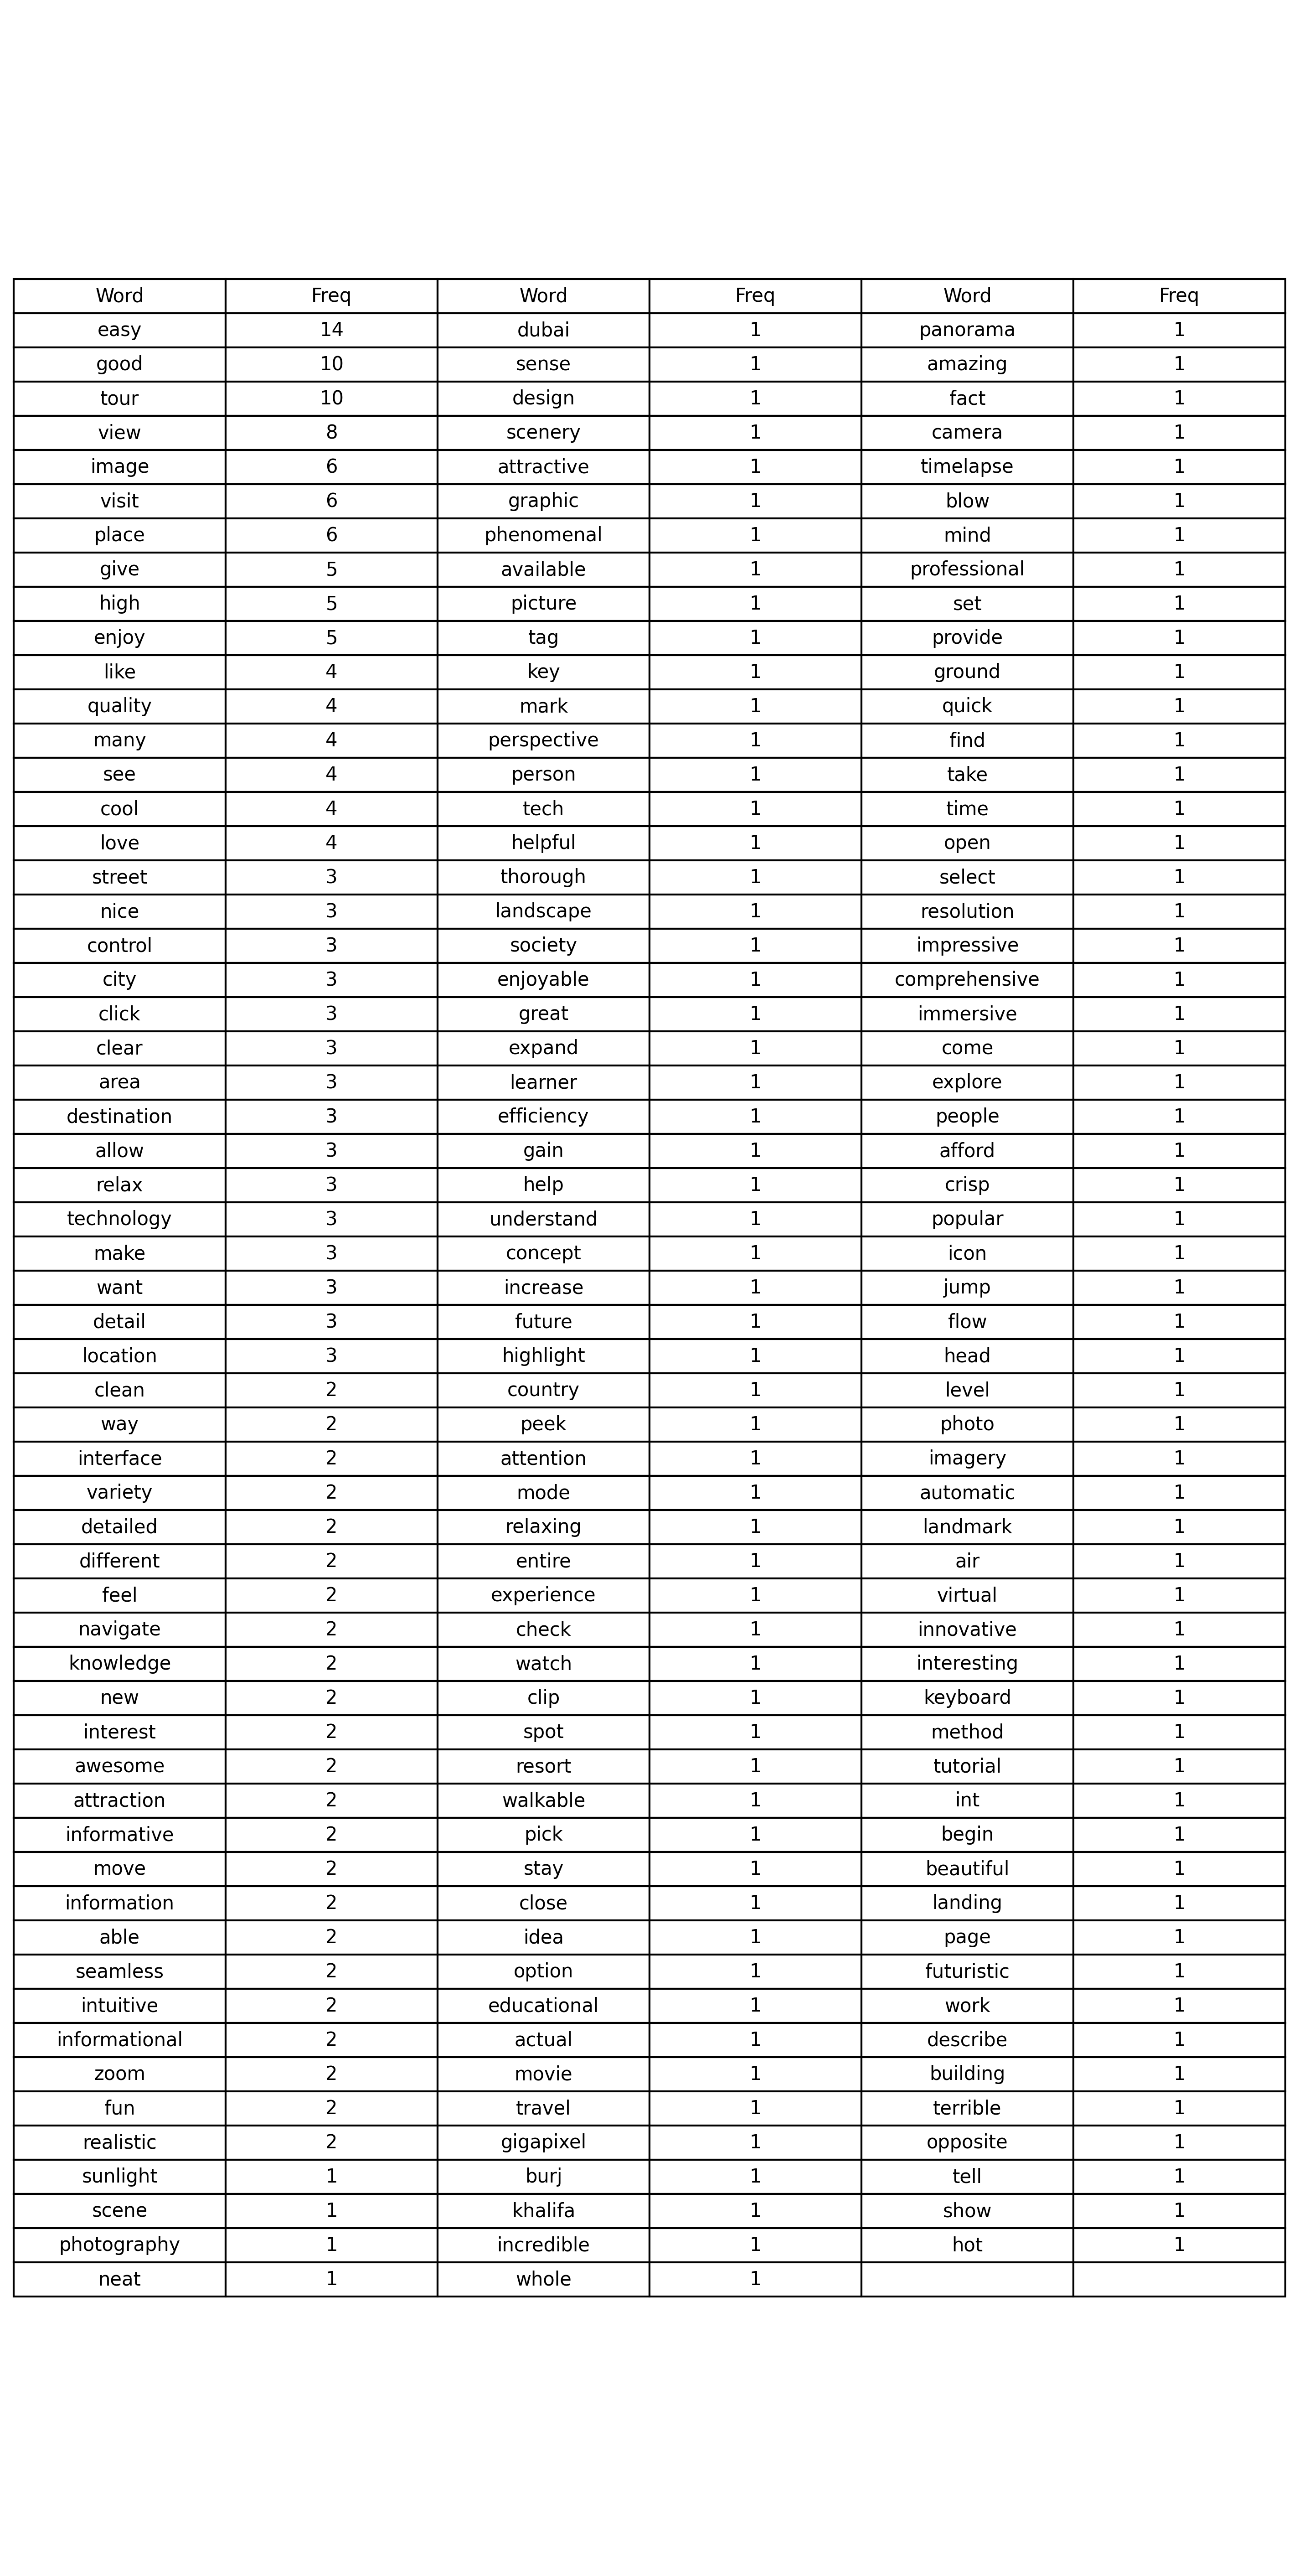 Word Freq Word Freq Word Freq
easy 14 dubai 1 panorama 1
good 10 sense 1 amazing 1
tour 10 design 1 fact 1
view 8 scenery 1 camera 1
image 6 attractive 1 timelapse 1
visit 6 graphic 1 blow 1
place 6 phenomenal 1 mind 1
give 5 available 1 professional 1
high 5 picture 1 set 1
enjoy 5 tag 1 provide 1
like 4 key 1 ground 1
quality 4 mark 1 quick 1
many 4 perspective 1 find 1
see 4 person 1 take 1
cool 4 tech 1 time 1
love 4 helpful 1 open 1
street 3 thorough 1 select 1
nice 3 landscape 1 resolution 1
control 3 society 1 impressive 1
city 3 enjoyable 1 comprehensive 1
click 3 great 1 immersive 1
clear 3 expand 1 come 1
area 3 learner 1 explore 1
destination 3 efficiency 1 people 1
allow 3 gain 1 afford 1
relax 3 help 1 crisp 1
technology 3 understand 1 popular 1
make 3 concept 1 icon 1
want 3 increase 1 jump 1
detail 3 future 1 flow 1
location 3 highlight 1 head 1
clean 2 country 1 level 1
way 2 peek 1 photo 1
interface 2 attention 1 imagery 1
variety 2 mode 1 automatic 1
detailed 2 relaxing 1 landmark 1
different 2 entire 1 air 1
feel 2 experience 1 virtual 1
navigate 2 check 1 innovative 1
knowledge 2 watch 1 interesting 1
new 2 clip 1 keyboard 1
interest 2 spot 1 method 1
awesome 2 resort 1 tutorial 1
attraction 2 walkable 1 int 1
informative 2 pick 1 begin 1
move 2 stay 1 beautiful 1
information 2 close 1 landing 1
able 2 idea 1 page 1
seamless 2 option 1 futuristic 1
intuitive 2 educational 1 work 1
informational 2 actual 1 describe 1
zoom 2 movie 1 building 1
fun 2 travel 1 terrible 1
realistic 2 gigapixel 1 opposite 1
sunlight 1 burj 1 tell 1
scene 1 khalifa 1 show 1
photography 1 incredible 1 hot 1
neat 1 whole 1